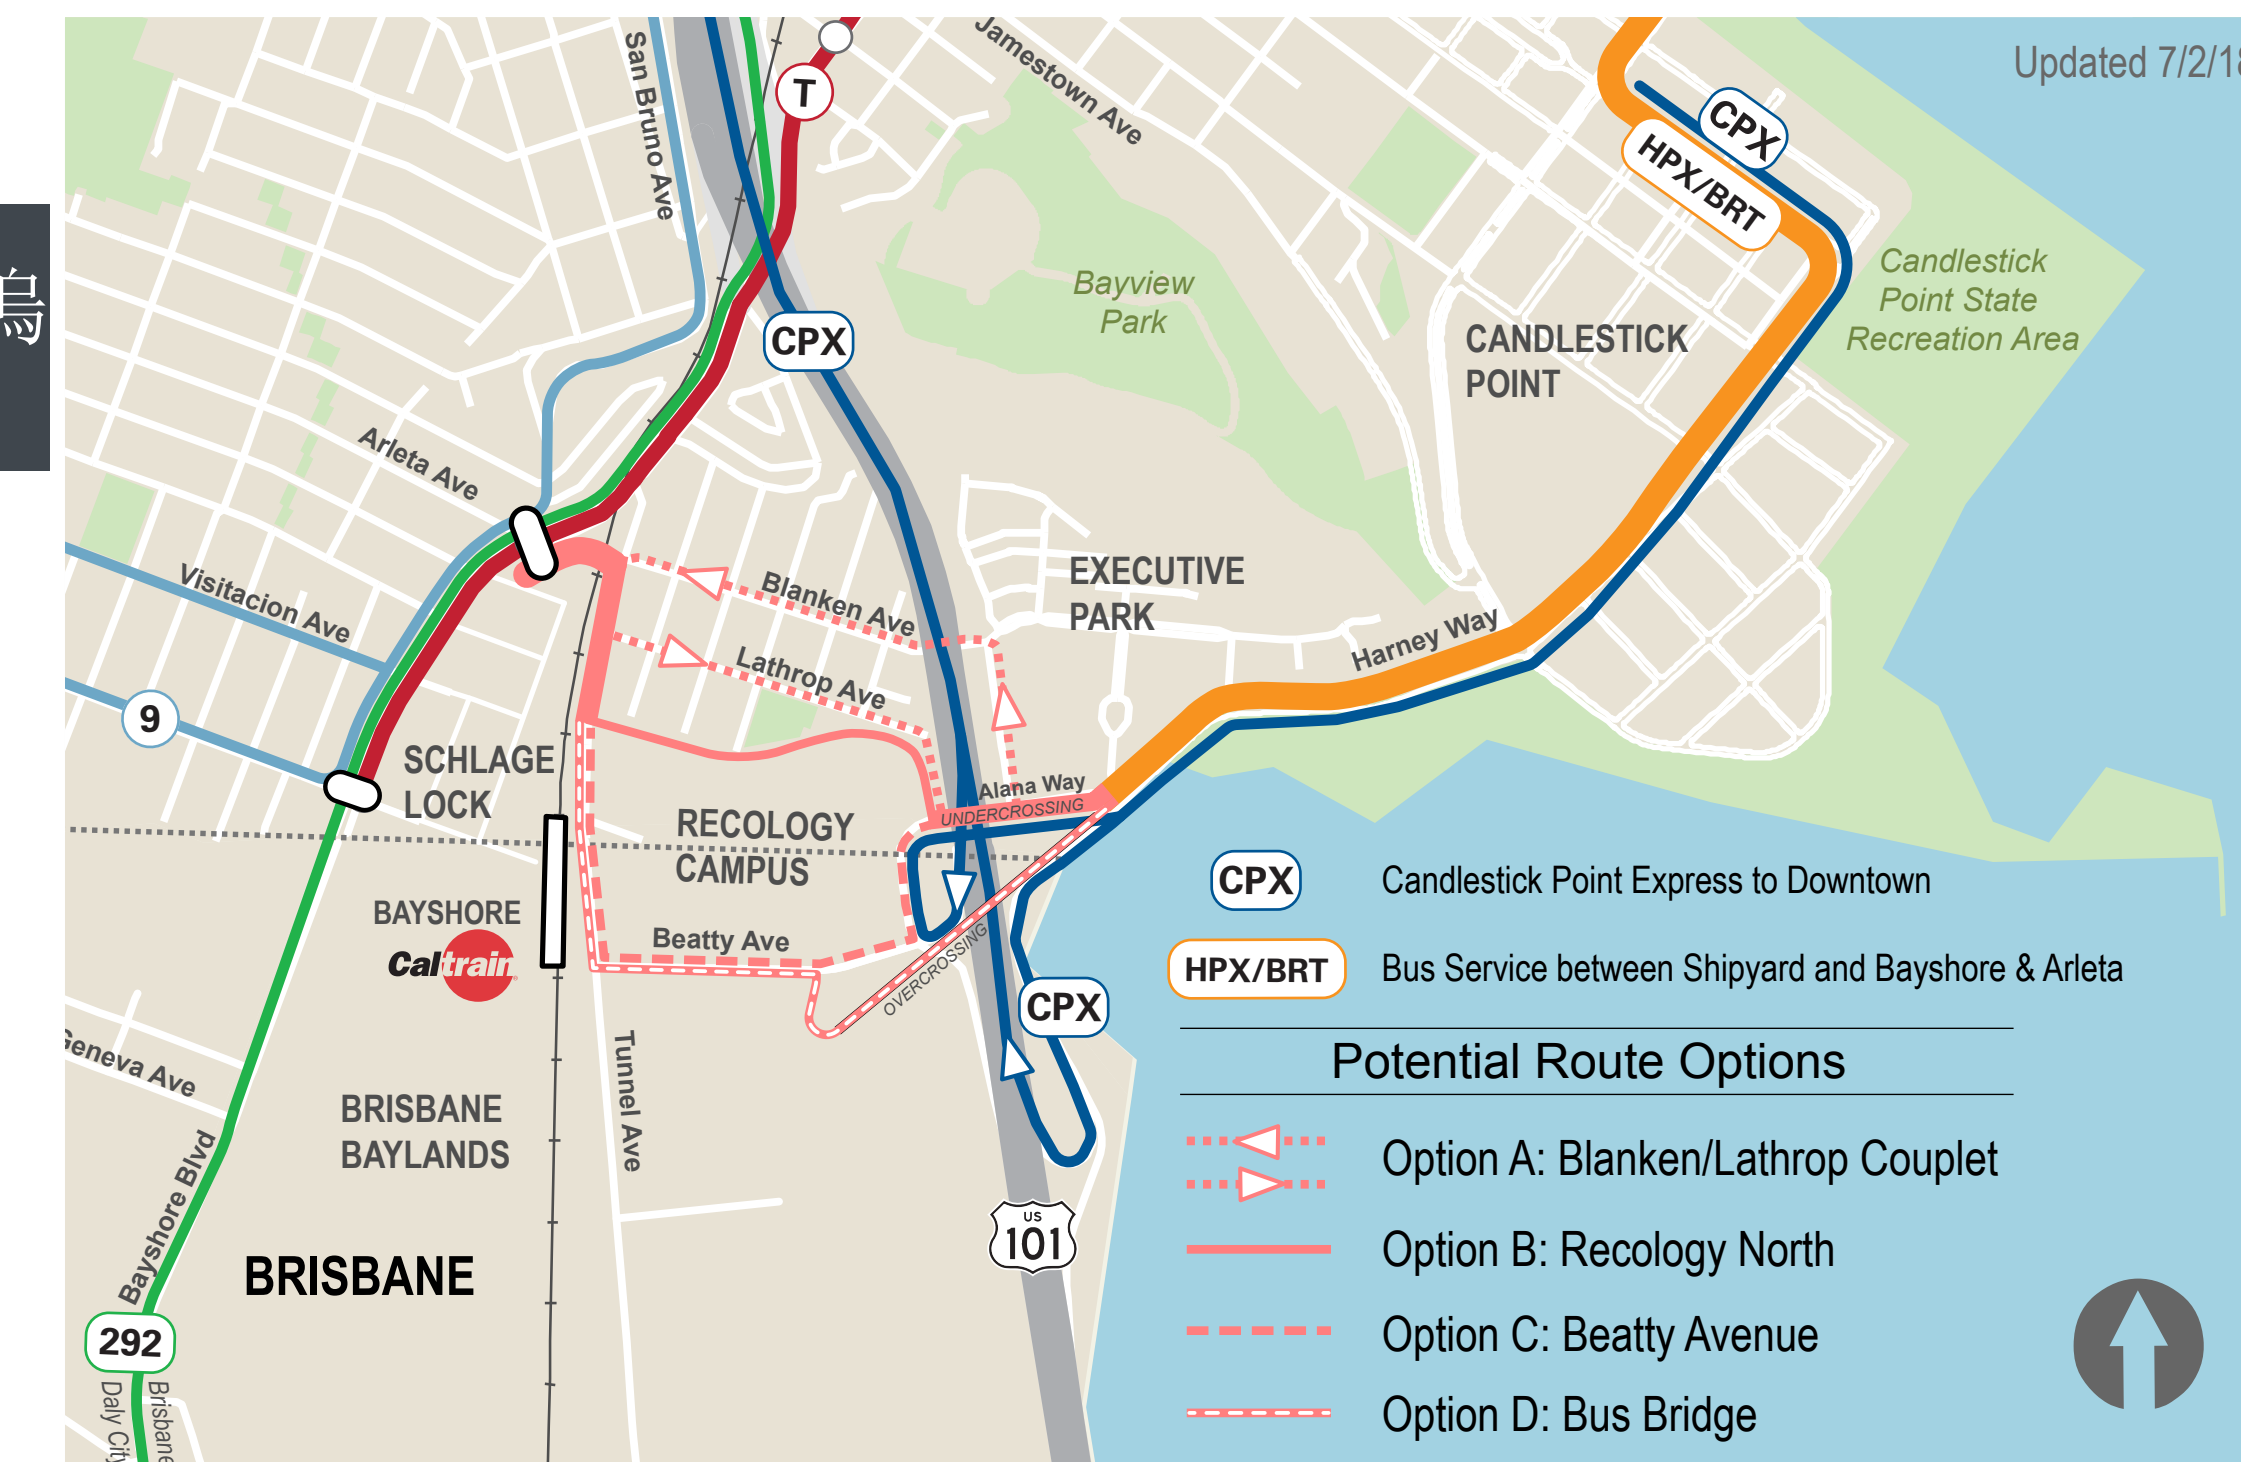 Updated 7/2/18
鳥
San Bruno Ave
Jamestown Ave
T
CPX
HPX/BRT
Candlestick
Point State
Recreation Area
Bayview
Park
CPX
CANDLESTICK
POINT
Arleta Ave
Visitacion Ave
Blanken Ave
EXECUTIVE
PARK
Harney Way
Lathrop Ave
9
SCHLAGE
LOCK
Alana Way
UNDERCROSSING
RECOLOGY
CAMPUS
BAYSHORE
Caltrain
Beatty Ave
OVERCROSSING
CPX
Geneva Ave
Tunnel Ave
BRISBANE
BAYLANDS
Bayshore Blvd
US
101
BRISBANE
292
Daly City
Brisbane
CPX
Candlestick Point Express to Downtown
HPX/BRT
Bus Service between Shipyard and Bayshore & Arleta
Potential Route Options
Option A: Blanken/Lathrop Couplet
Option B: Recology North
Option C: Beatty Avenue
Option D: Bus Bridge